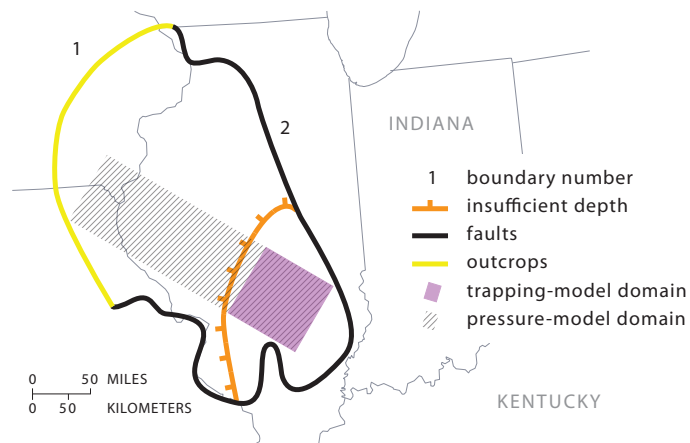 1
2
INDIANA
1 boundary number
insufficient depth
faults
outcrops
trapping-model domain
pressure-model domain
0 50 MILES
0 50 KILOMETERS
KENTUCKY